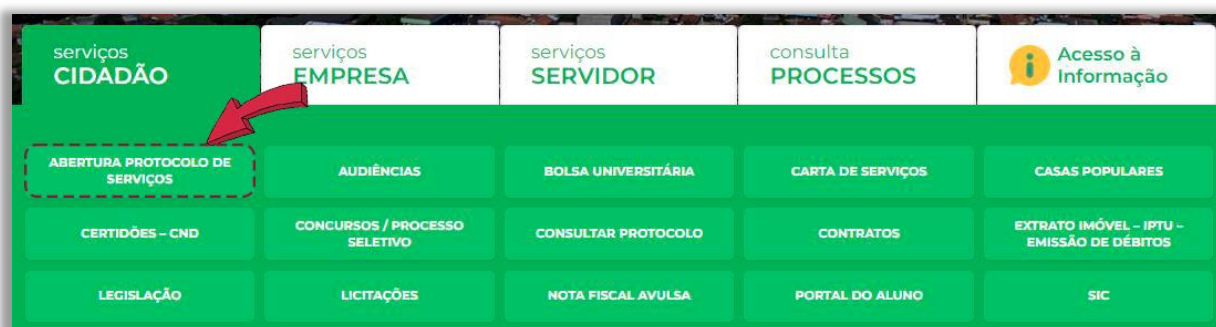 serviços
CIDADÃO
serviços
EMPRESA
serviços
SERVIDOR
consulta
PROCESSOS
Acesso à
Informação
ABERTURA PROTOCOLO DE
SERVIÇOS
AUDIÊNCIAS
BOLSA UNIVERSITÁRIA
CARTA DE SERVIÇOS
CASAS POPULARES
CERTIDÕES – CND
CONCURSOS / PROCESSO
SELETIVO
CONSULTAR PROTOCOLO
CONTRATOS
EXTRATO IMÓVEL – IPTU –
EMISSÃO DE DÉBITOS
LEGISLAÇÃO
LICITAÇÕES
NOTA FISCAL AVULSA
PORTAL DO ALUNO
SIC